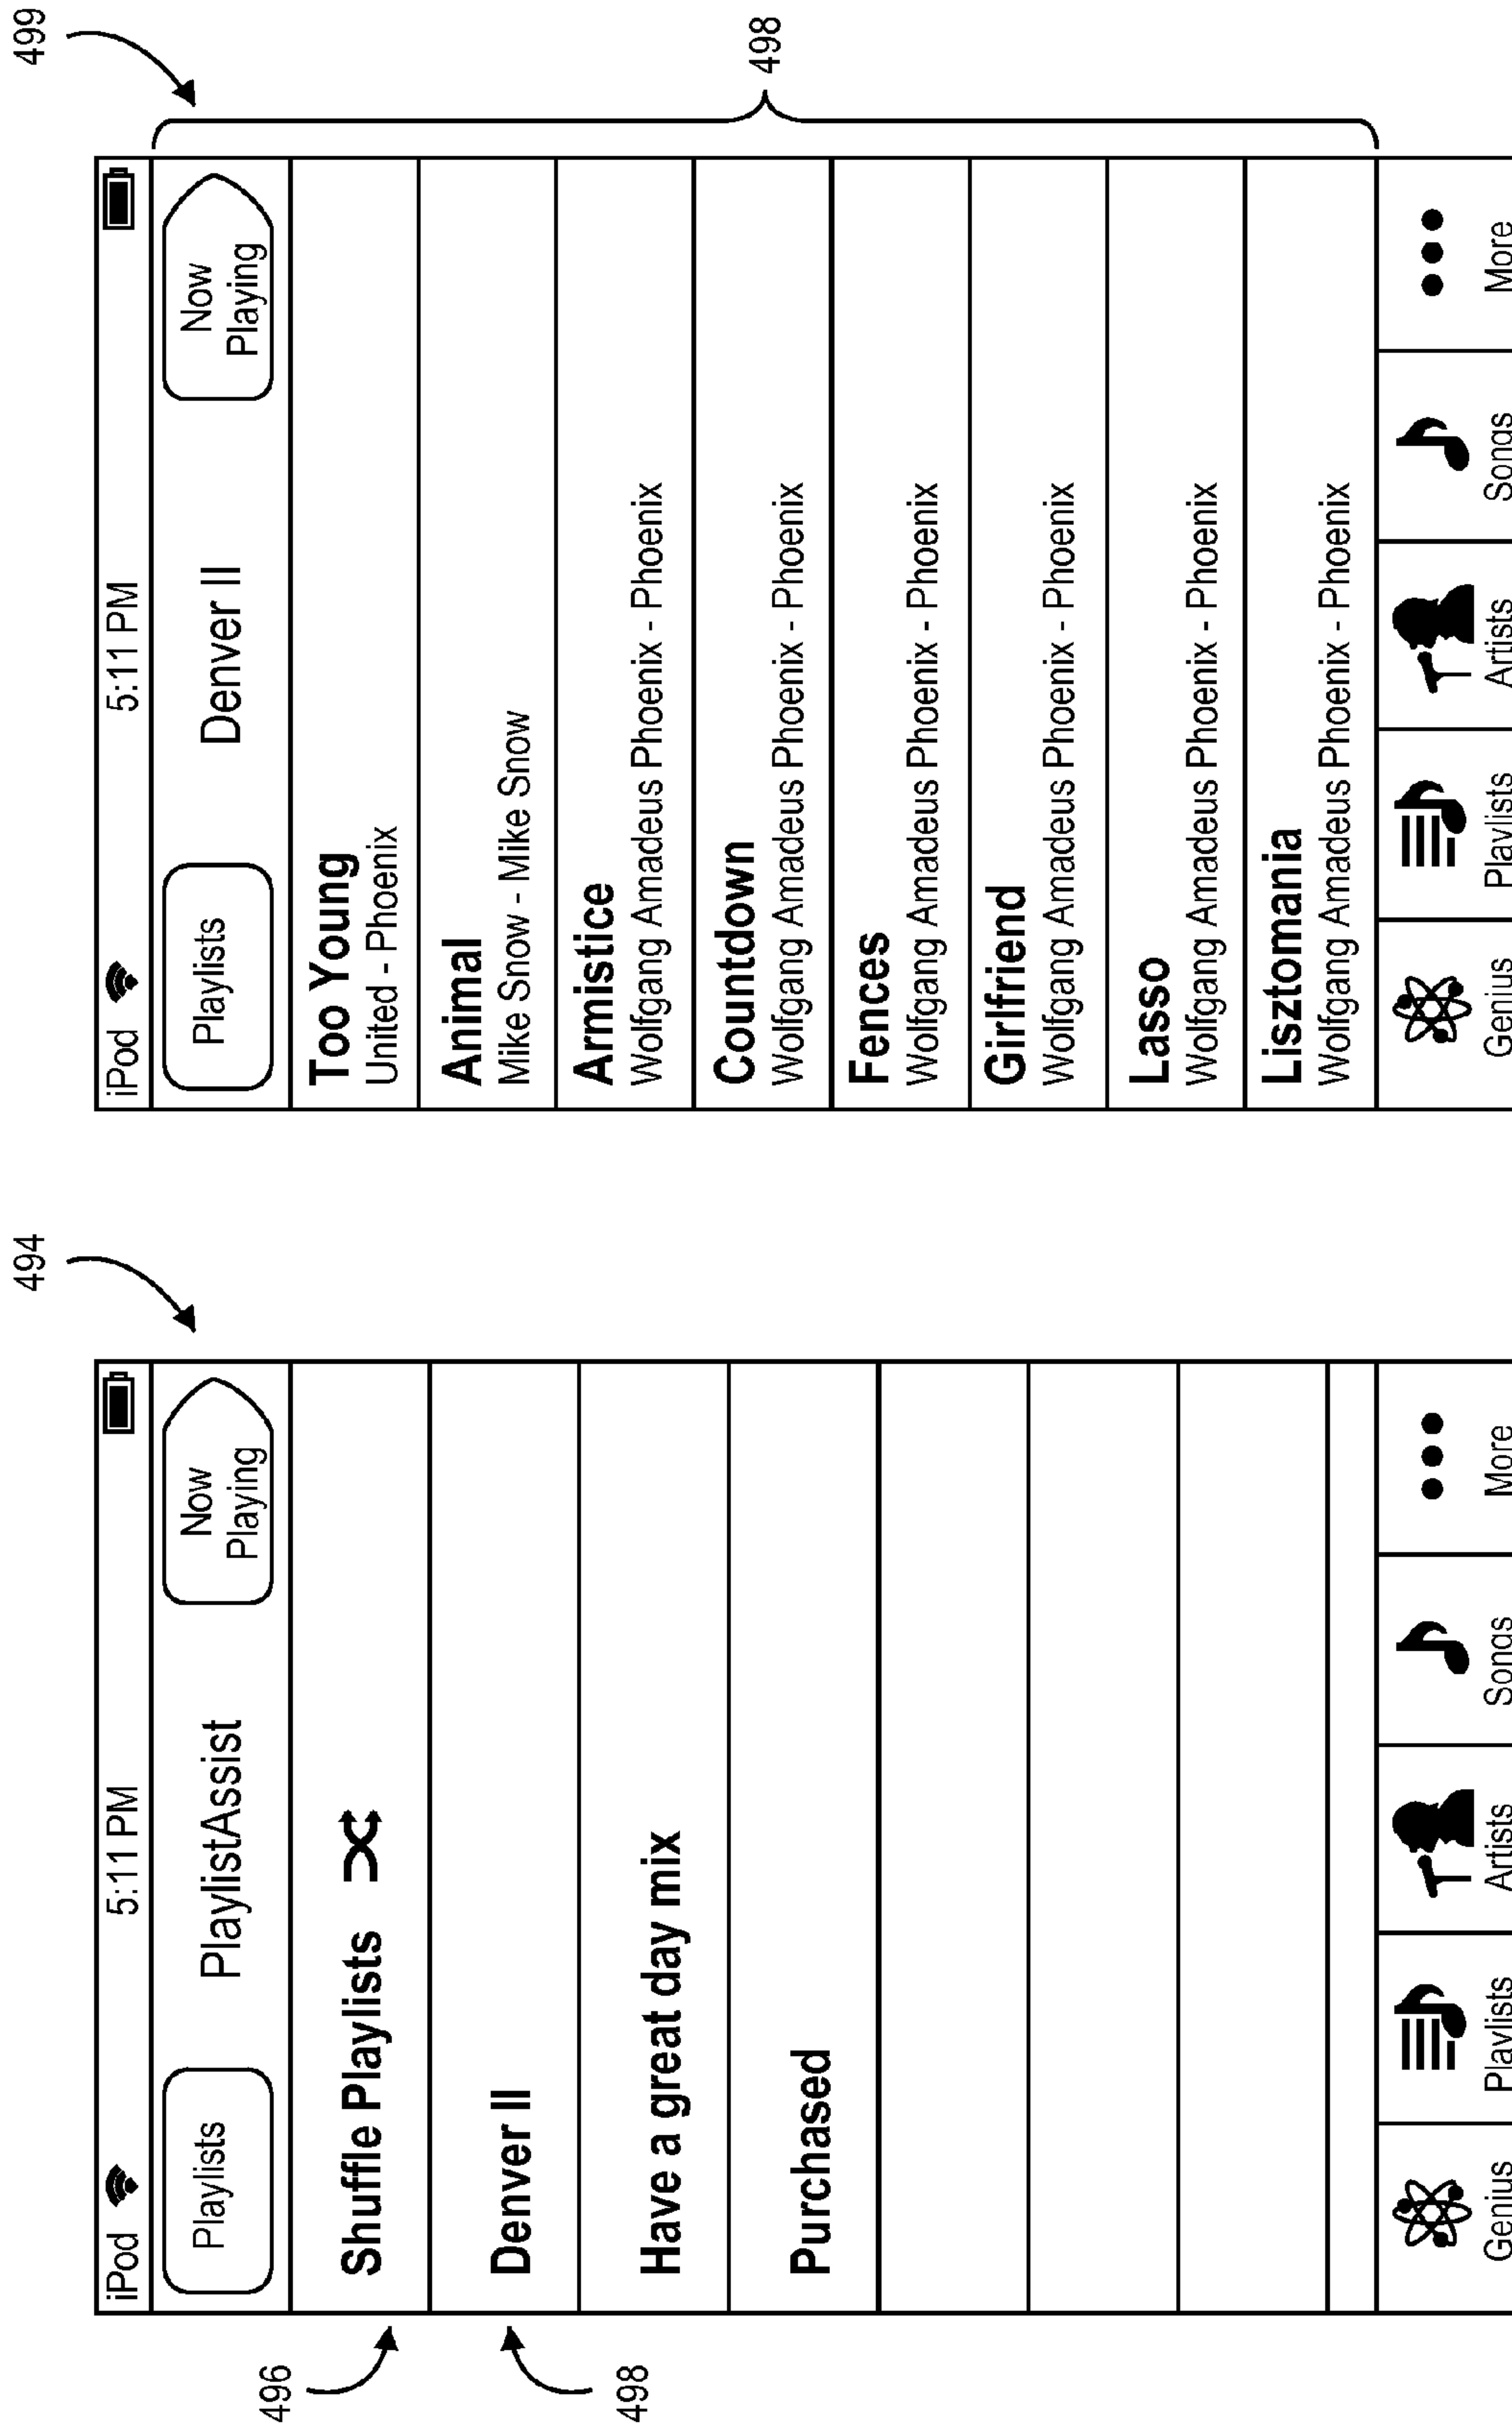 494
iPod 5:11 PM
Playlists PlaylistAssist Now
Playing
496
Shuffle Playlists
498
Denver II
Have a great day mix
Purchased
Genius Playlists Artists Songs More
499
iPod 5:11 PM
Playlists Denver II Now
Playing
498
Too Young
United - Phoenix
Animal
Mike Snow - Mike Snow
Armistice
Wolfgang Amadeus Phoenix - Phoenix
Countdown
Wolfgang Amadeus Phoenix - Phoenix
Fences
Wolfgang Amadeus Phoenix - Phoenix
Girlfriend
Wolfgang Amadeus Phoenix - Phoenix
Lasso
Wolfgang Amadeus Phoenix - Phoenix
Lisztomania
Wolfgang Amadeus Phoenix - Phoenix
Genius Playlists Artists Songs More